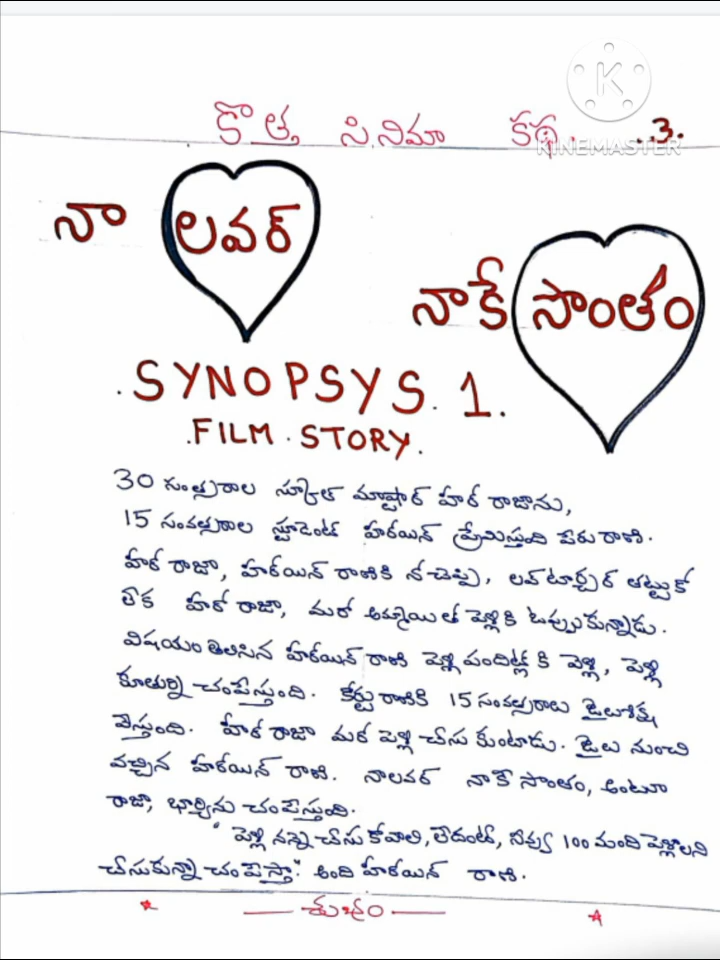 కొత్త సినిమా కథ. ..3.
KINEMASTER
నా లవర్
నాకే సొంతం
.SYNOPSYS. 1.
.FILM.STORY.
30 సంత్సరాల స్కూల్ మాష్టార్ హీరో రాజాను,
15 సంవత్సరాల స్టూడెంట్ హీరోయిన్ ప్రేమిస్తుంది పేరు రాణి.
హీరో రాజా, హీరోయిన్ రాణికి నో చెప్పి, లవ్ టార్చర్ తట్టుకో
లేక హీరో రాజా, మరో అమ్మాయితో పెళ్లికి ఒప్పుకున్నాడు.
విషయం తెలిసిన హీరోయిన్ రాణి పెళ్లి పందిట్లోకి వెళ్లి, పెళ్లి
కూతుర్ని చంపేస్తుంది. కోర్టు రాణికి 15 సంవత్సరాలు జైలుశిక్ష
వేస్తుంది. హీరో రాజా మరో పెళ్లి చేసుకుంటాడు. జైలు నుంచి
వచ్చిన హీరోయిన్ రాణి. నాలవర్ నాకే సొంతం, అంటూ
రాజా, భార్యను చంపేస్తుంది.
"పెళ్లి నన్నే చేసుకోవాలి, లేదంటే, నీవ్వు 100 మంది పెళ్లాలని
చేసుకున్నా చంపేస్తా" అంది హీరోయిన్ రాణి.
శుభం